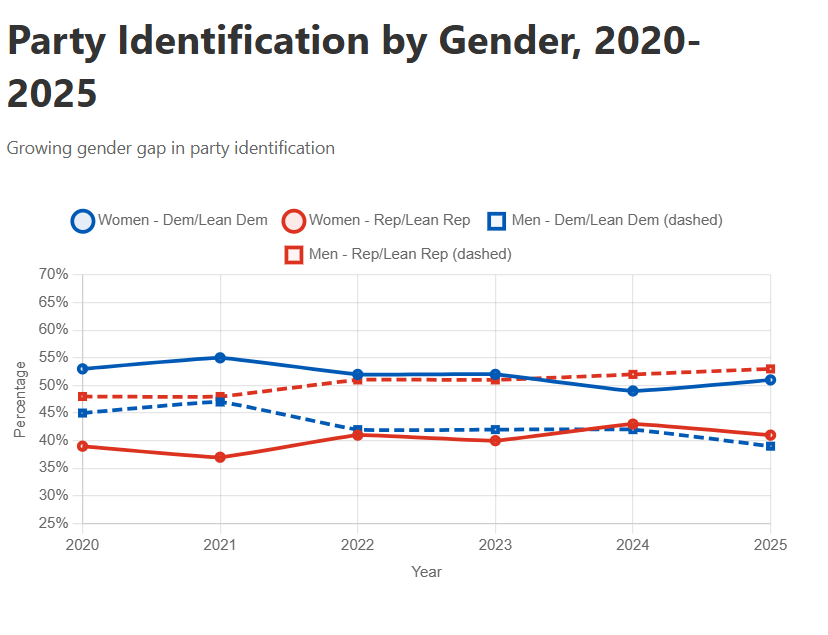 Party Identification by Gender, 2020-
2025
Growing gender gap in party identification
Women - Dem/Lean Dem Women - Rep/Lean Rep Men - Dem/Lean Dem (dashed)
Men - Rep/Lean Rep (dashed)
70%
65%
60%
55%
50%
45%
40%
35%
30%
25%
Percentage
2020 2021 2022 2023 2024 2025
Year